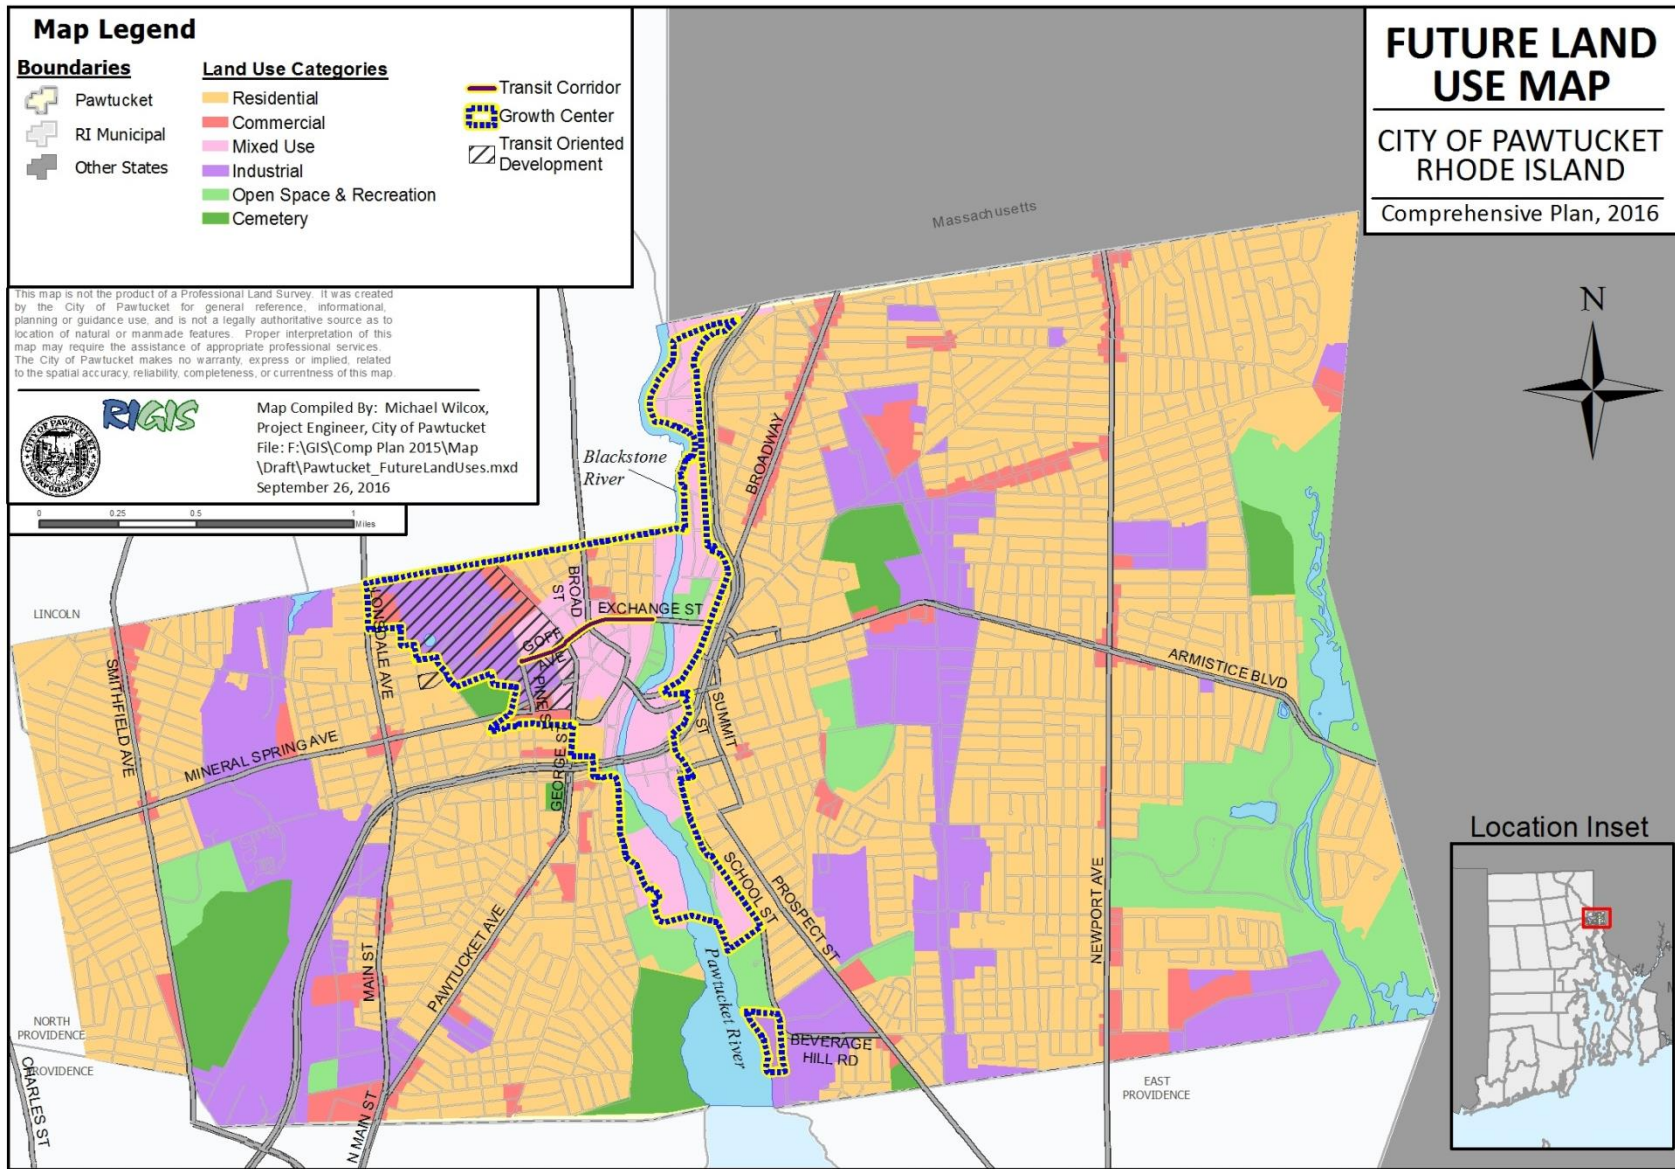 Map Legend
Boundaries
Pawtucket
RI Municipal
Other States
Land Use Categories
Residential
Commercial
Mixed Use
Industrial
Open Space & Recreation
Cemetery
Transit Corridor
Growth Center
Transit Oriented
Development
FUTURE LAND
USE MAP
CITY OF PAWTUCKET
RHODE ISLAND
Comprehensive Plan, 2016
This map is not the product of a Professional Land Survey. It was created
by the City of Pawtucket for general reference, informational,
planning or guidance use, and is not a legally authoritative source as to
location of natural or manmade features. Proper interpretation of this
map may require the assistance of appropriate professional services.
The City of Pawtucket makes no warranty, express or implied, related
to the spatial accuracy, reliability, completeness, or currentness of this map.
CITY OF PAWTUCKET
INCORPORATED 1886
RIGIS
Map Compiled By: Michael Wilcox,
Project Engineer, City of Pawtucket
File: F:\GIS\Comp Plan 2015\Map
\Draft\Pawtucket_FutureLandUses.mxd
September 26, 2016
0 0.25 0.5 1
Miles
Massachusetts
N
Blackstone
River
BROADWAY
LINCOLN
LONSDALE AVE
BROAD
ST
EXCHANGE ST
GOFF
AVE
PINE ST
SMITHFIELD AVE
MINERAL SPRING AVE
GEORGE ST
SUMMIT
ST
ARMISTICE BLVD
NEWPORT AVE
SCHOOL ST
PROSPECT ST
MAIN ST
PAWTUCKET AVE
Pawtucket River
BEVERAGE
HILL RD
NORTH
PROVIDENCE
PROVIDENCE
CHARLES ST
N MAIN ST
EAST
PROVIDENCE
Location Inset